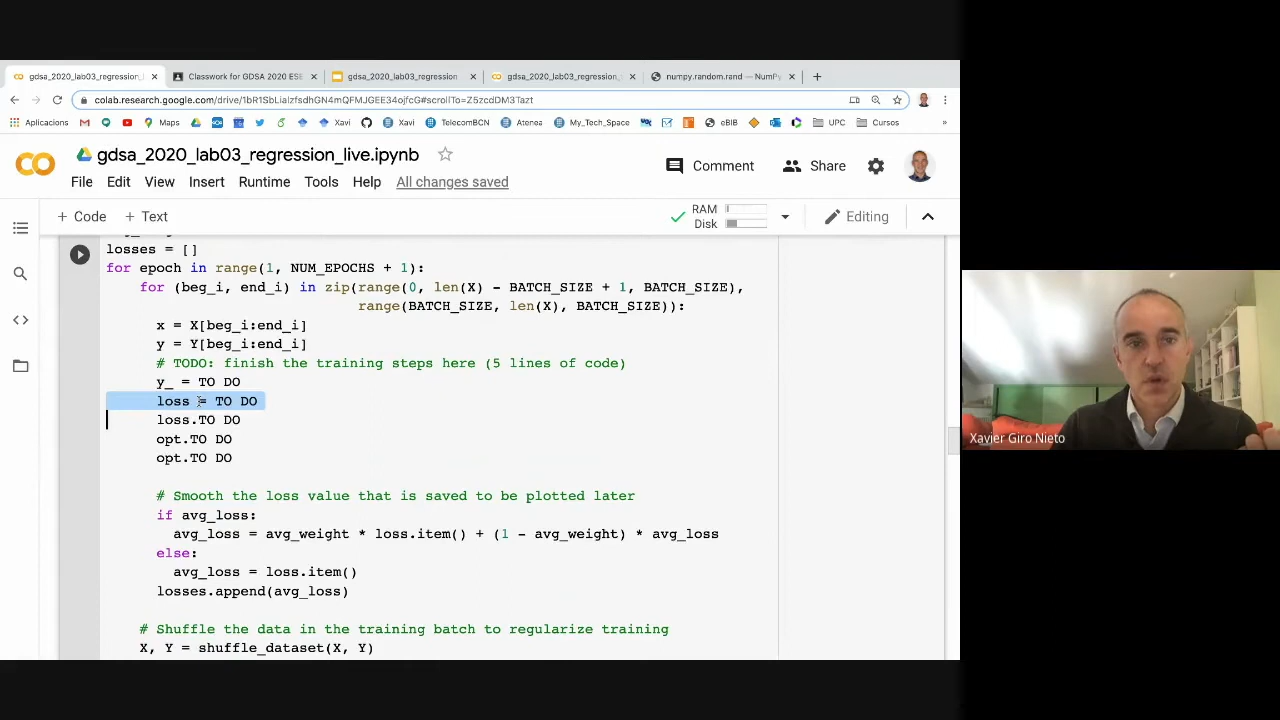 gdsa_2020_lab03_regression_l
Classwork for GDSA 2020 ESE
gdsa_2020_lab03_regression
gdsa_2020_lab03_regression_
numpy.random.rand — NumPy
colab.research.google.com/drive/1bR1SbLialzfsdhGN4mQFMJGEE34ojfcG#scrollTo=Z5zcdDM3Tazt
Aplicacions
Maps
Xavi
Xavi
TelecomBCN
Atenea
My_Tech_Space
eBIB
UPC
Cursos
»
gdsa_2020_lab03_regression_live.ipynb
Comment
Share
File Edit View Insert Runtime Tools Help All changes saved
+ Code + Text
RAM
Disk
Editing
losses = []
for epoch in range(1, NUM_EPOCHS + 1):
for (beg_i, end_i) in zip(range(0, len(X) - BATCH_SIZE + 1, BATCH_SIZE),
range(BATCH_SIZE, len(X), BATCH_SIZE)):
x = X[beg_i:end_i]
y = Y[beg_i:end_i]
# TODO: finish the training steps here (5 lines of code)
y_ = TO DO
loss = TO DO
loss.TO DO
opt.TO DO
opt.TO DO
# Smooth the loss value that is saved to be plotted later
if avg_loss:
avg_loss = avg_weight * loss.item() + (1 - avg_weight) * avg_loss
else:
avg_loss = loss.item()
losses.append(avg_loss)
# Shuffle the data in the training batch to regularize training
X, Y = shuffle_dataset(X, Y)
Xavier Giro Nieto